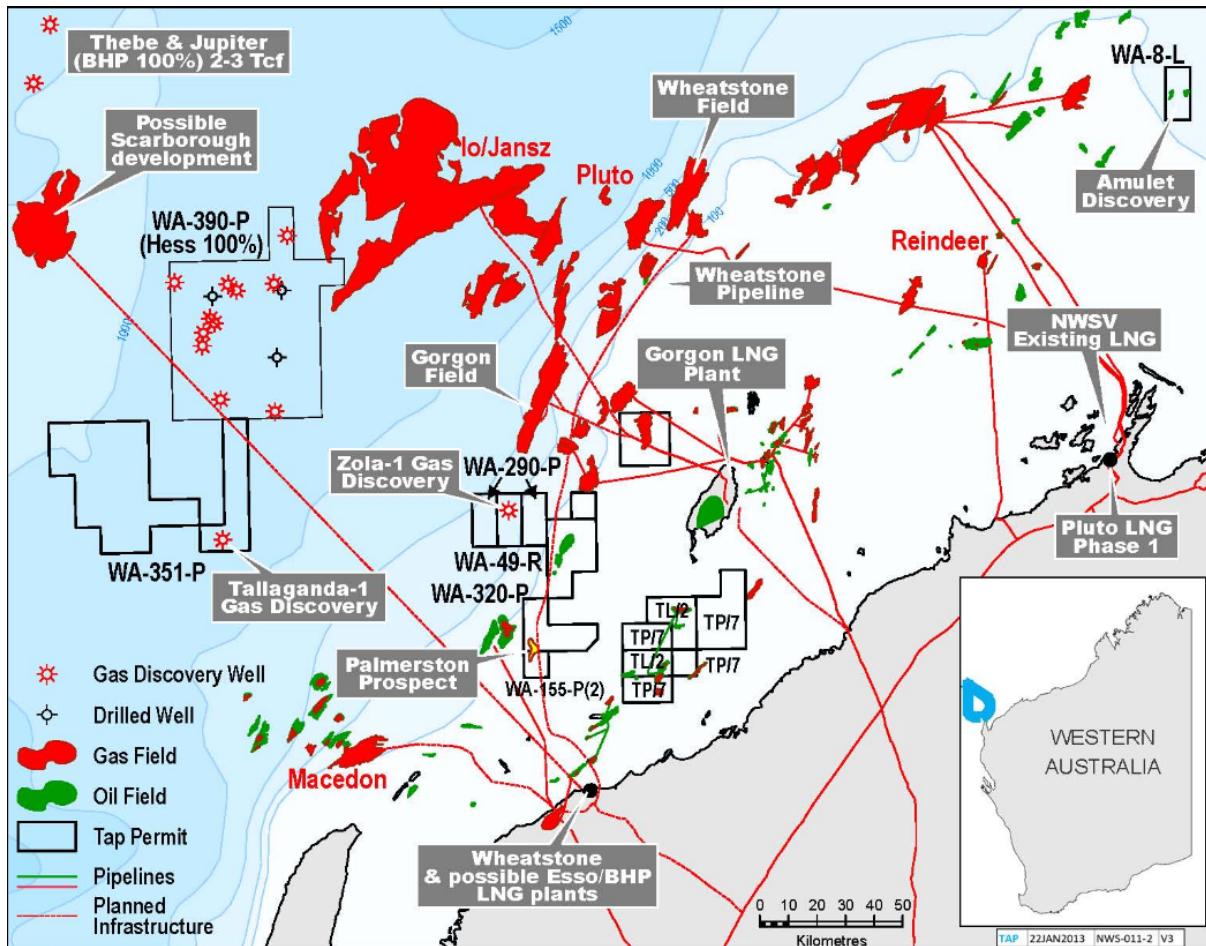 Thebe & Jupiter
(BHP 100%) 2-3 Tcf
1500
WA-8-L
Wheatstone
Field
Possible
Scarborough
development
Io/Jansz
Pluto
1000
500
200
100
Amulet
Discovery
WA-390-P
(Hess 100%)
Reindeer
Wheatstone
Pipeline
1000
NWSV
Existing LNG
Gorgon
Field
Gorgon LNG
Plant
Zola-1 Gas
Discovery
WA-290-P
Pluto LNG
Phase 1
WA-351-P
WA-49-R
Tallaganda-1
Gas Discovery
WA-320-P
TL/2
TP/7
TP/7
TL/2
TP/7
TP/7
Palmerston
Prospect
WA-155-P(2)
Macedon
Wheatstone
& possible Esso/BHP
LNG plants
Gas Discovery Well
Drilled Well
Gas Field
Oil Field
Tap Permit
Pipelines
Planned
Infrastructure
WESTERN
AUSTRALIA
0 10 20 30 40 50
Kilometres
TAP 22JAN2013 NWS-011-2 V3